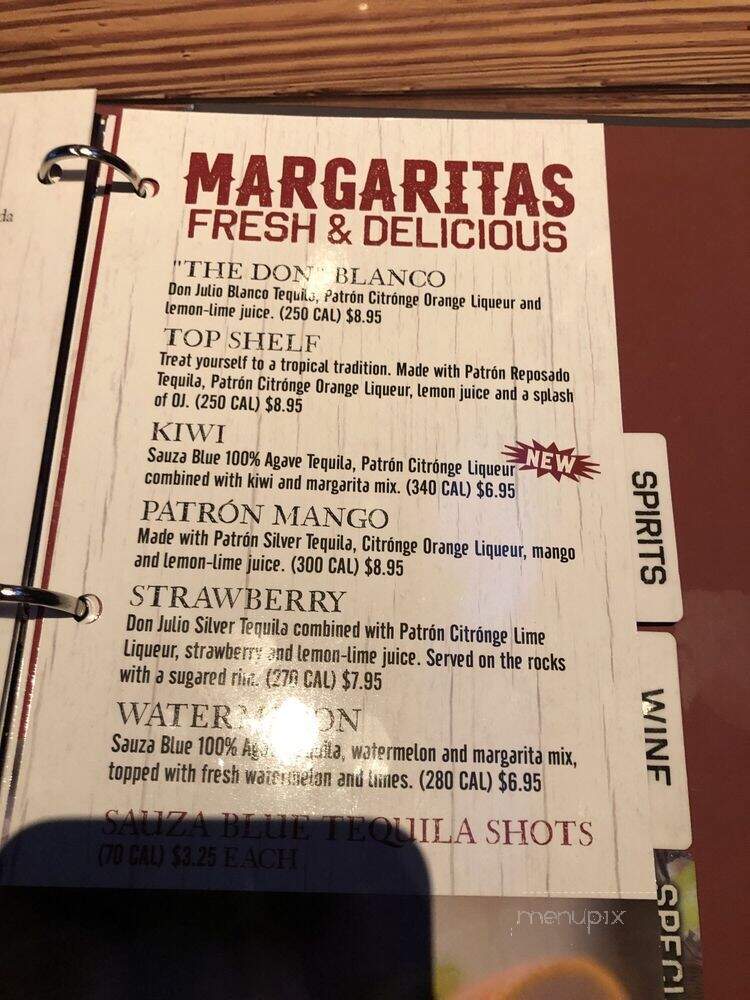 da
MARGARITAS
FRESH & DELICIOUS
"THE DON" BLANCO
Don Julio Blanco Tequila, Patrón Citrónge Orange Liqueur and
lemon-lime juice. (250 CAL) $8.95
TOP SHELF
Treat yourself to a tropical tradition. Made with Patrón Reposado
Tequila, Patrón Citrónge Orange Liqueur, lemon juice and a splash
of OJ. (250 CAL) $8.95
KIWI
Sauza Blue 100% Agave Tequila, Patrón Citrónge Liqueur
combined with kiwi and margarita mix. (340 CAL) $6.95
NEW
PATRÓN MANGO
Made with Patrón Silver Tequila, Citrónge Orange Liqueur, mango
and lemon-lime juice. (300 CAL) $8.95
STRAWBERRY
Don Julio Silver Tequila combined with Patrón Citrónge Lime
Liqueur, strawberry and lemon-lime juice. Served on the rocks
with a sugared rim. (270 CAL) $7.95
WATERMELON
Sauza Blue 100% Agave Tequila, watermelon and margarita mix,
topped with fresh watermelon and limes. (280 CAL) $6.95
SAUZA BLUE TEQUILA SHOTS
(70 CAL) $3.25 EACH
SPIRITS
WINE
SPECI
menupix